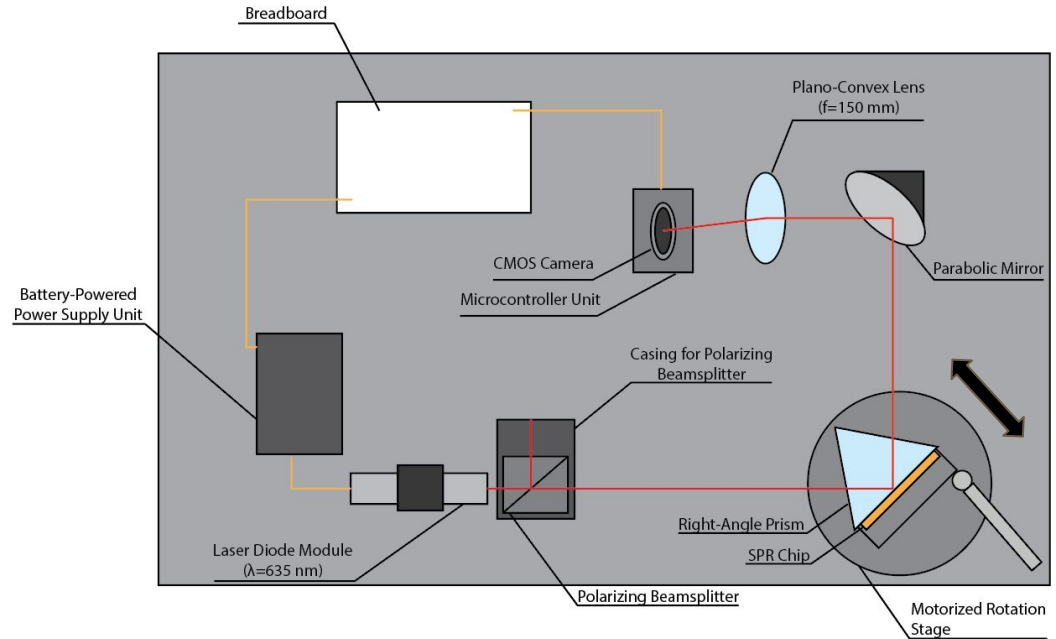 Breadboard
Plano-Convex Lens
(f=150 mm)
CMOS Camera
Parabolic Mirror
Microcontroller Unit
Battery-Powered
Power Supply Unit
Casing for Polarizing
Beamsplitter
Right-Angle Prism
SPR Chip
Laser Diode Module
(λ=635 nm)
Polarizing Beamsplitter
Motorized Rotation
Stage